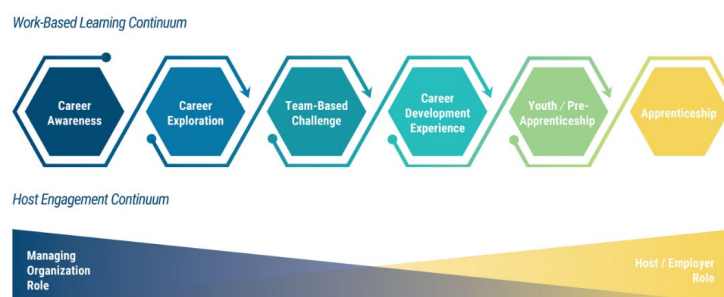 Work-Based Learning Continuum
Career
Awareness
Career
Exploration
Team-Based
Challenge
Career
Development
Experience
Youth / Pre-
Apprenticeship
Apprenticeship
Host Engagement Continuum
Managing
Organization
Role
Host / Employer
Role